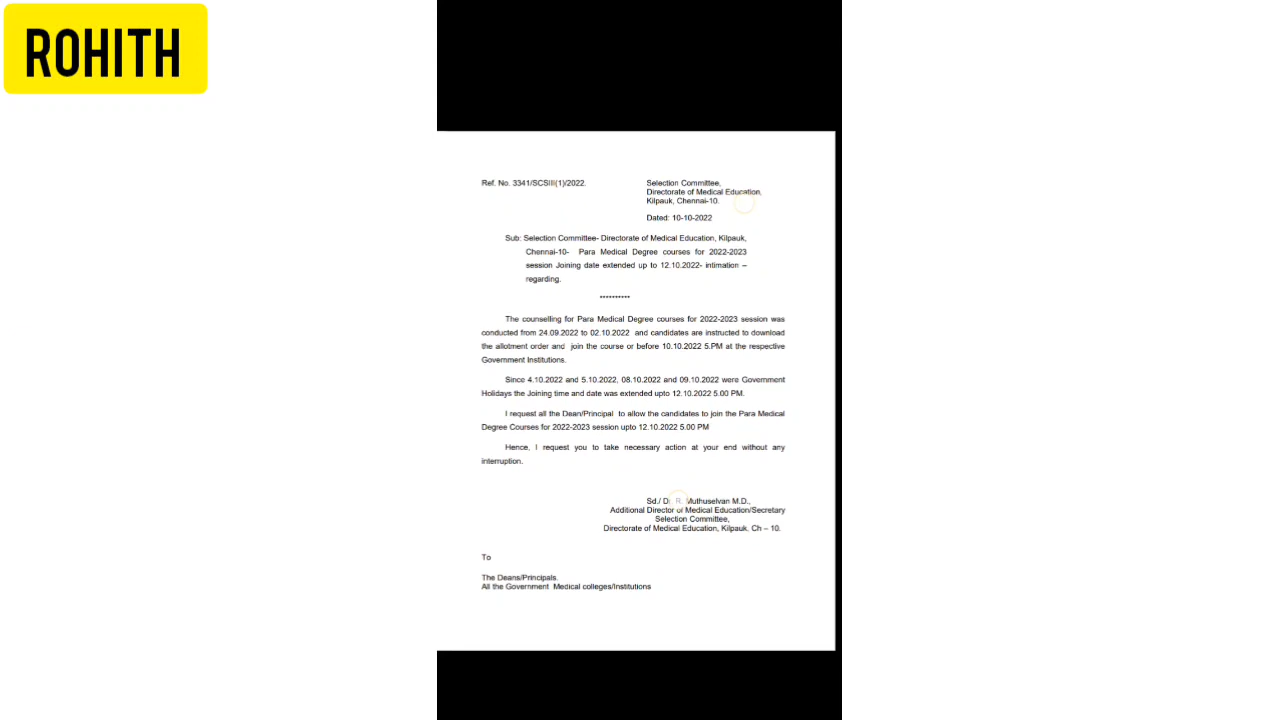 ROHITH
Ref. No. 3341/SCSIII(1)/2022.
Selection Committee,
Directorate of Medical Education,
Kilpauk, Chennai-10.
Dated: 10-10-2022
Sub: Selection Committee- Directorate of Medical Education, Kilpauk,
Chennai-10- Para Medical Degree courses for 2022-2023
session Joining date extended up to 12.10.2022- intimation –
regarding.
**********
The counselling for Para Medical Degree courses for 2022-2023 session was
conducted from 24.09.2022 to 02.10.2022 and candidates are instructed to download
the allotment order and join the course or before 10.10.2022 5.PM at the respective
Government Institutions.
Since 4.10.2022 and 5.10.2022, 08.10.2022 and 09.10.2022 were Government
Holidays the Joining time and date was extended upto 12.10.2022 5.00 PM.
I request all the Dean/Principal to allow the candidates to join the Para Medical
Degree Courses for 2022-2023 session upto 12.10.2022 5.00 PM
Hence, I request you to take necessary action at your end without any
interruption.
Sd./ Dr. R. Muthuselvan M.D.,
Additional Director of Medical Education/Secretary
Selection Committee,
Directorate of Medical Education, Kilpauk. Ch – 10.
To
The Deans/Principals.
All the Government Medical colleges/Institutions